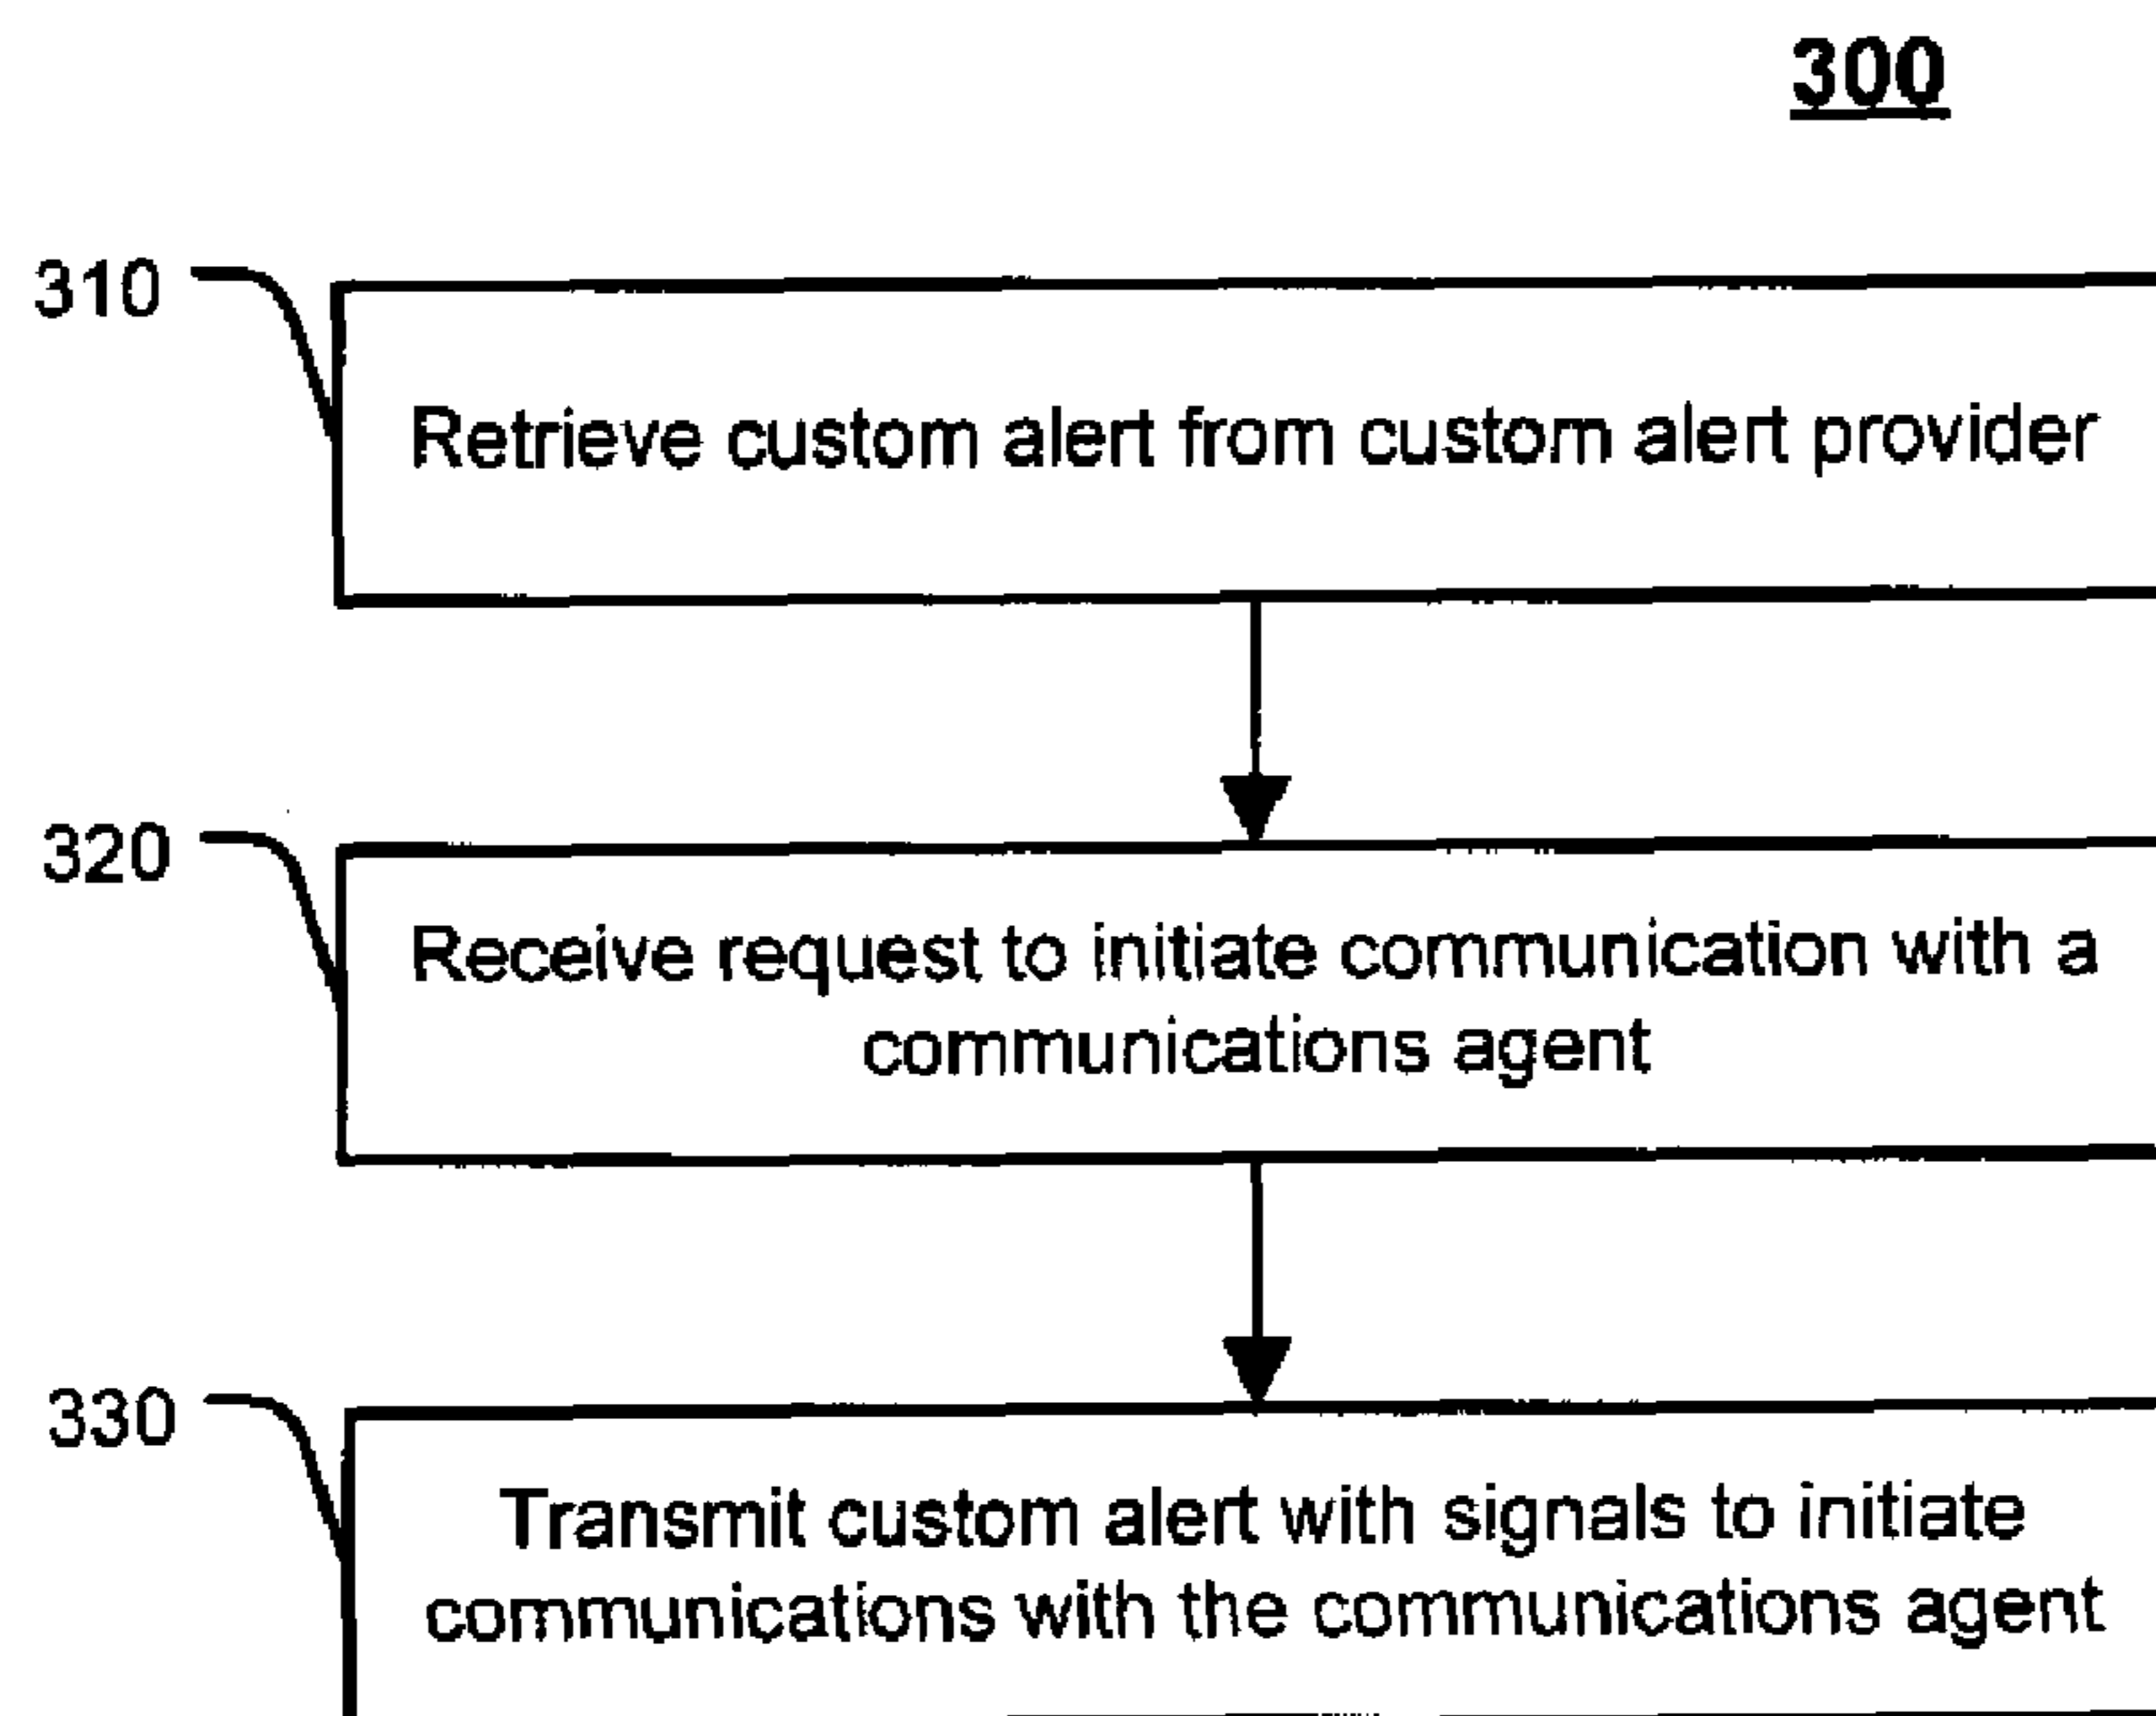 300
310
Retrieve custom alert from custom alert provider
320
Receive request to initiate communication with a
communications agent
330
Transmit custom alert with signals to initiate
communications with the communications agent